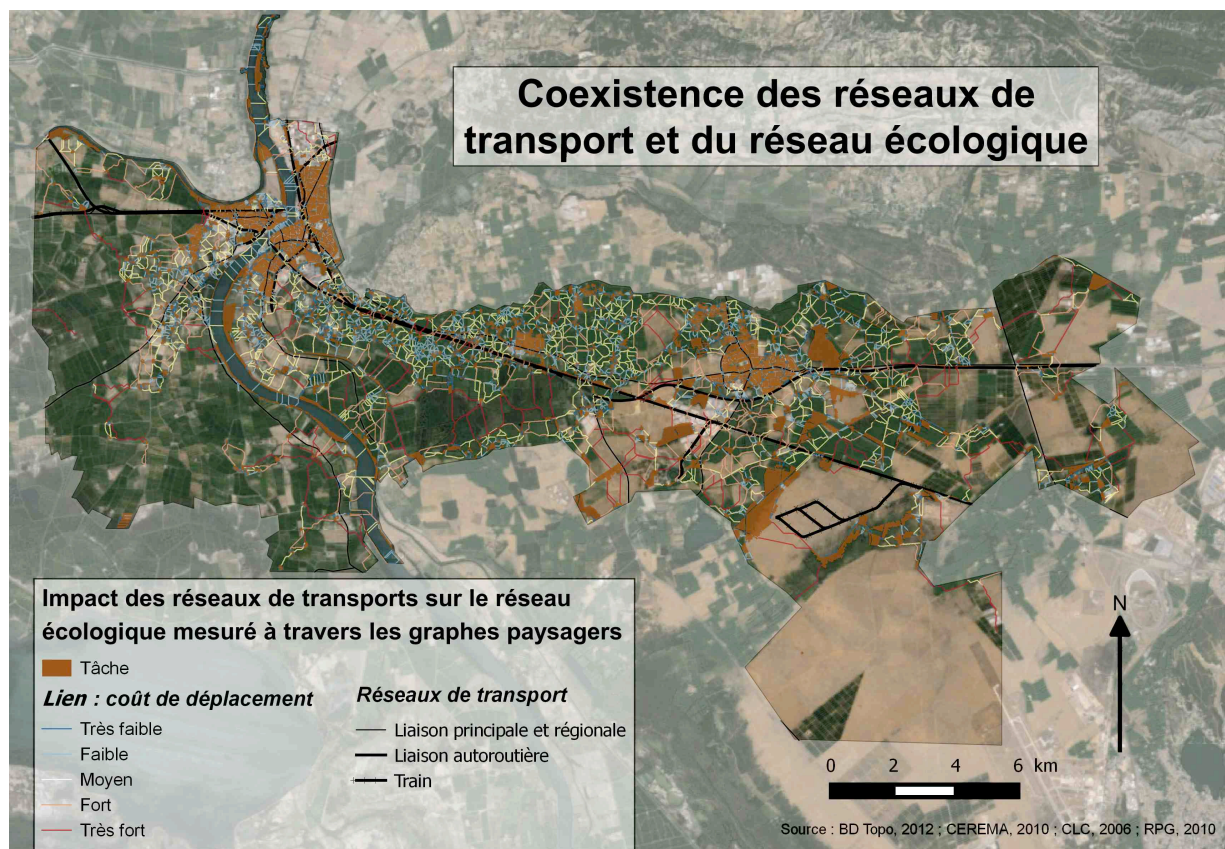 Coexistence des réseaux de
transport et du réseau écologique
Impact des réseaux de transports sur le réseau
écologique mesuré à travers les graphes paysagers
Tâche
Lien : coût de déplacement
Très faible
Faible
Moyen
Fort
Très fort
Réseaux de transport
Liaison principale et régionale
Liaison autoroutière
Train
N
0 2 4 6 km
Source : BD Topo, 2012 ; CEREMA, 2010 ; CLC, 2006 ; RPG, 2010